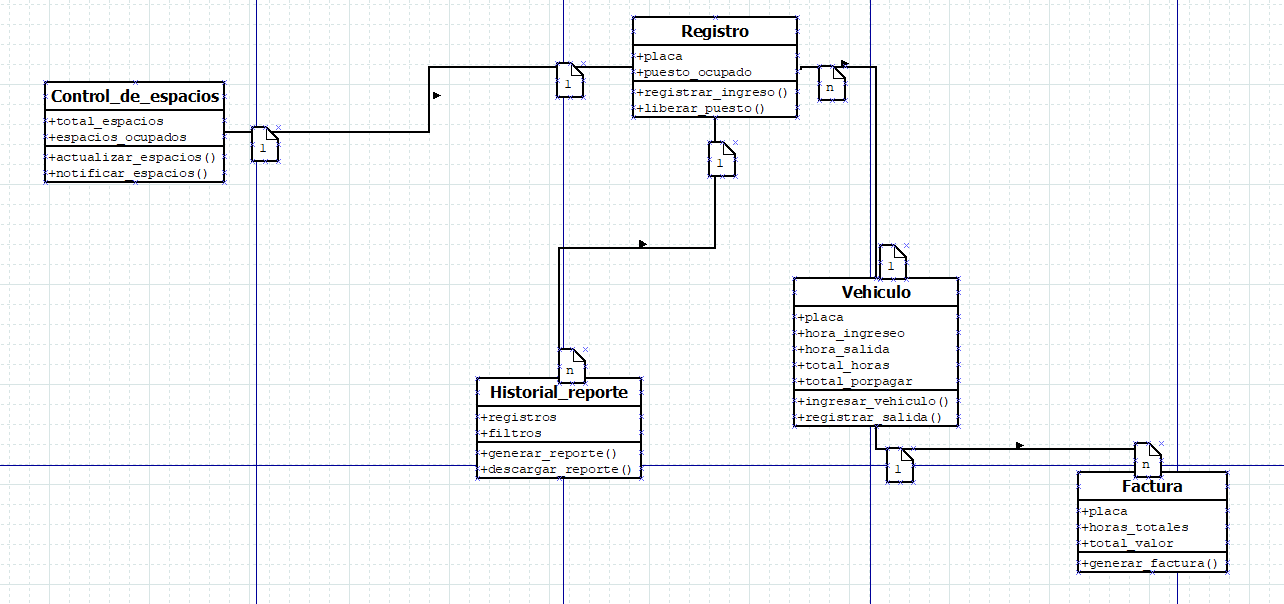 Control_de_espacios
+total_espacios
+espacios_ocupados
+actualizar_espacios()
+notificar_espacios()
1
1
Registro
+placa
+puesto_ocupado
+registrar_ingreso()
+liberar_puesto()
n
1
1
Vehiculo
+placa
+hora_ingreseo
+hora_salida
+total_horas
+total_porpagar
+ingresar_vehiculo()
+registrar_salida()
n
Historial_reporte
+registros
+filtros
+generar_reporte()
+descargar_reporte()
1
n
Factura
+placa
+horas_totales
+total_valor
+generar_factura()